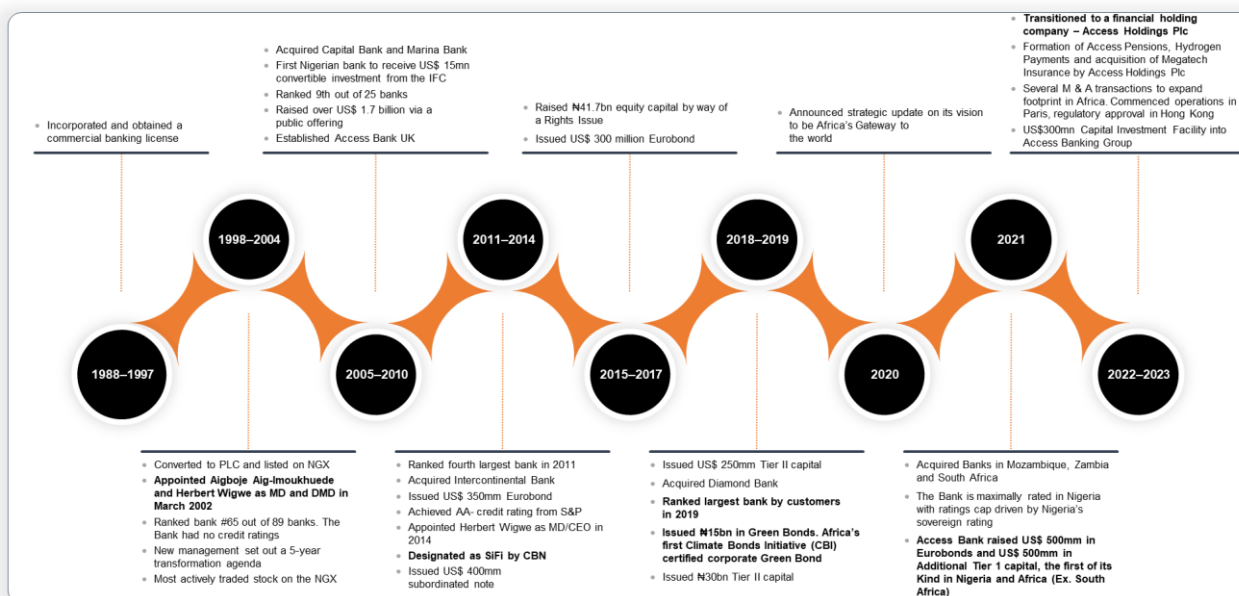 • Incorporated and obtained a
commercial banking license
• Acquired Capital Bank and Marina Bank
• First Nigerian bank to receive US$ 15mn
convertible investment from the IFC
• Ranked 9th out of 25 banks
• Raised over US$ 1.7 billion via a
public offering
• Established Access Bank UK
• Raised ₦41.7bn equity capital by way of
a Rights Issue
• Issued US$ 300 million Eurobond
• Announced strategic update on its vision
to be Africa's Gateway to
the world
• Transitioned to a financial holding
company – Access Holdings Plc
• Formation of Access Pensions, Hydrogen
Payments and acquisition of Megatech
Insurance by Access Holdings Plc
• Several M & A transactions to expand
footprint in Africa. Commenced operations in
Paris, regulatory approval in Hong Kong
• US$300mn Capital Investment Facility into
Access Banking Group
1998–2004
2011–2014
2018–2019
2021
1988–1997
2005–2010
2015–2017
2020
2022–2023
• Converted to PLC and listed on NGX
• Appointed Aigboje Aig-Imoukhuede
and Herbert Wigwe as MD and DMD in
March 2002
• Ranked bank #65 out of 89 banks. The
Bank had no credit ratings
• New management set out a 5-year
transformation agenda
• Most actively traded stock on the NGX
• Ranked fourth largest bank in 2011
• Acquired Intercontinental Bank
• Issued US$ 350mm Eurobond
• Achieved AA- credit rating from S&P
• Appointed Herbert Wigwe as MD/CEO in
2014
• Designated as SiFi by CBN
• Issued US$ 400mm
subordinated note
• Issued US$ 250mm Tier II capital
• Acquired Diamond Bank
• Ranked largest bank by customers
in 2019
• Issued ₦15bn in Green Bonds. Africa's
first Climate Bonds Initiative (CBI)
certified corporate Green Bond
• Issued ₦30bn Tier II capital
• Acquired Banks in Mozambique, Zambia
and South Africa
• The Bank is maximally rated in Nigeria
with ratings cap driven by Nigeria's
sovereign rating
• Access Bank raised US$ 500mm in
Eurobonds and US$ 500mm in
Additional Tier 1 capital, the first of its
Kind in Nigeria and Africa (Ex. South
Africa)